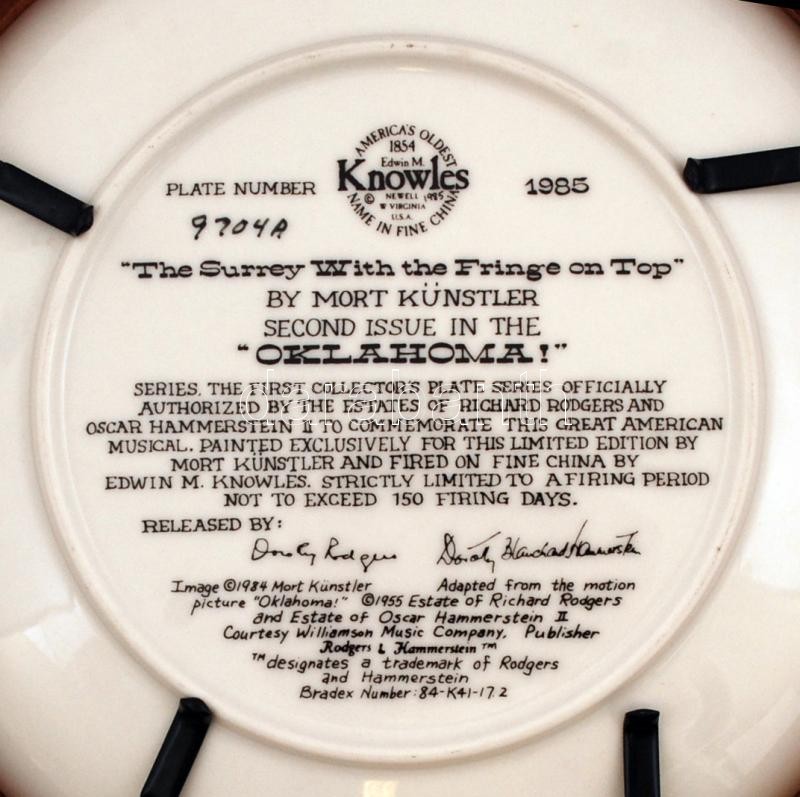 AMERICA'S OLDEST
1854
Edwin M.
Knowles
© NEWELL 1985
W VIRGINIA
U.S.A.
NAME IN FINE CHINA
PLATE NUMBER
9704A
1985
"The Surrey With the Fringe on Top"
BY MORT KÜNSTLER
SECOND ISSUE IN THE
"OKLAHOMA!"
SERIES, THE FIRST COLLECTOR'S PLATE SERIES OFFICIALLY
AUTHORIZED BY THE ESTATES OF RICHARD RODGERS AND
OSCAR HAMMERSTEIN II TO COMMEMORATE THIS GREAT AMERICAN
MUSICAL. PAINTED EXCLUSIVELY FOR THIS LIMITED EDITION BY
MORT KÜNSTLER AND FIRED ON FINE CHINA BY
EDWIN M. KNOWLES. STRICTLY LIMITED TO A FIRING PERIOD
NOT TO EXCEED 150 FIRING DAYS.
RELEASED BY:
Dorothy Rodgers Dorothy Blanchard Hammerstein
Image ©1984 Mort Künstler Adapted from the motion
picture "Oklahoma!" ©1955 Estate of Richard Rodgers
and Estate of Oscar Hammerstein II
Courtesy Williamson Music Company, Publisher
Rodgers & Hammerstein ™
™designates a trademark of Rodgers
and Hammerstein
Bradex Number: 84-K41-17.2